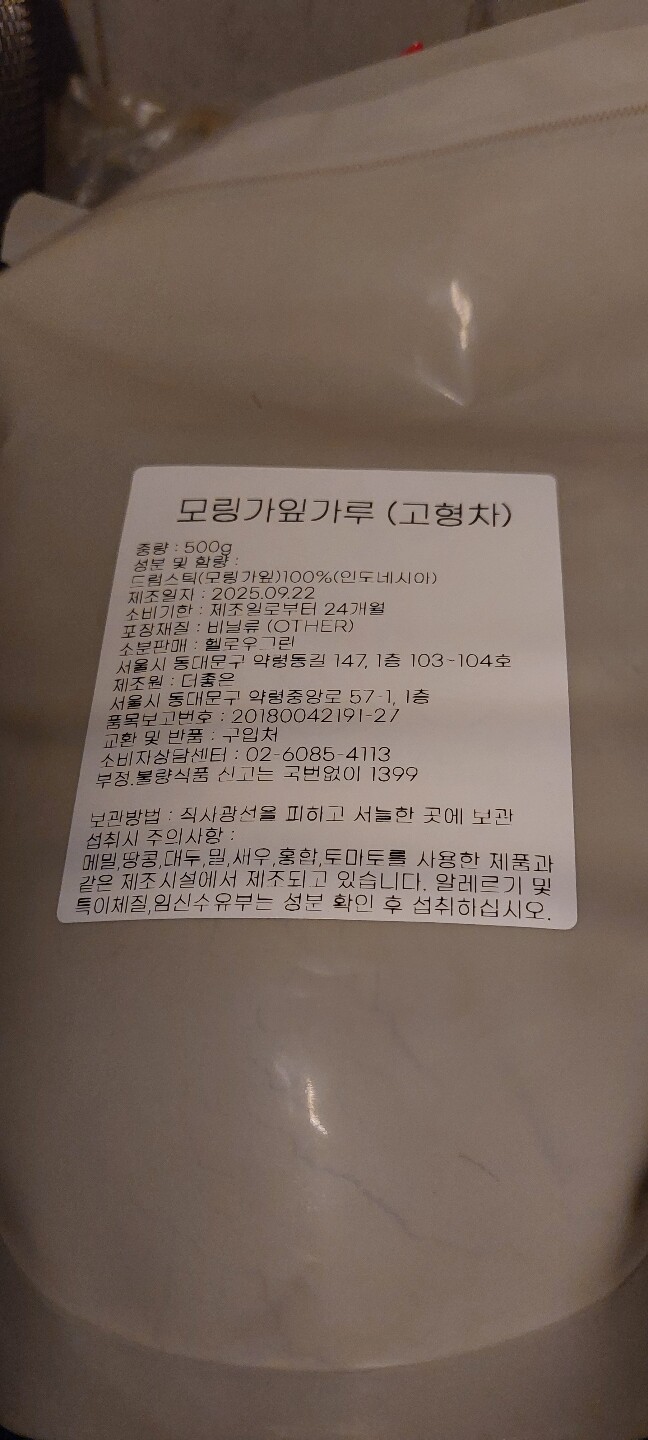 모링가잎가루 (고형차)
중량 : 500g
성분 및 함량 :
드럼스틱(모링가잎)100%(인도네시아)
제조일자 : 2025.09.22
소비기한 : 제조일로부터 24개월
포장재질 : 비닐류 (OTHER)
소분판매 : 헬로우그린
서울시 동대문구 약령동길 147, 1층 103-104호
제조원 : 더좋은
서울시 동대문구 약령중앙로 57-1, 1층
품목보고번호 : 20180042191-27
교환 및 반품 : 구입처
소비자상담센터 : 02-6085-4113
부정.불량식품 신고는 국번없이 1399
보관방법 : 직사광선을 피하고 서늘한 곳에 보관
섭취시 주의사항 :
메밀,땅콩,대두,밀,새우,홍합,토마토를 사용한 제품과
같은 제조시설에서 제조되고 있습니다. 알레르기 및
특이체질,임신수유부는 성분 확인 후 섭취하십시오.